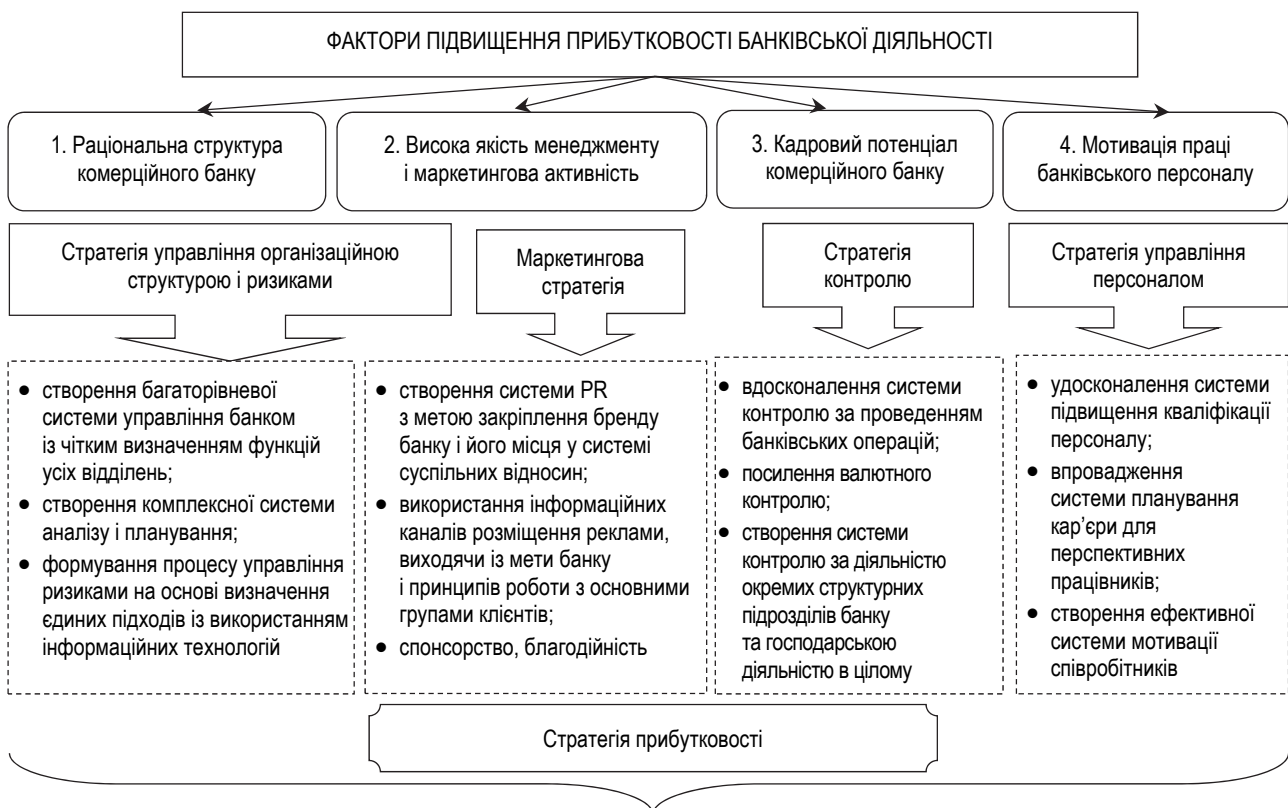 ФАКТОРИ ПІДВИЩЕННЯ ПРИБУТКОВОСТІ БАНКІВСЬКОЇ ДІЯЛЬНОСТІ
1. Раціональна структура
комерційного банку
2. Висока якість менеджменту
і маркетингова активність
3. Кадровий потенціал
комерційного банку
4. Мотивація праці
банківського персоналу
Стратегія управління організаційною
структурою і ризиками
Маркетингова
стратегія
Стратегія
контролю
Стратегія управління
персоналом
• створення багаторівневої
системи управління банком
із чітким визначенням функцій
усіх відділень;
• створення комплексної системи
аналізу і планування;
• формування процесу управління
ризиками на основі визначення
єдиних підходів із використанням
інформаційних технологій
• створення системи PR
з метою закріплення бренду
банку і його місця у системі
суспільних відносин;
• використання інформаційних
каналів розміщення реклами,
виходячи із мети банку
і принципів роботи з основними
групами клієнтів;
• спонсорство, благодійність
• вдосконалення системи
контролю за проведенням
банківських операцій;
• посилення валютного
контролю;
• створення системи
контролю за діяльністю
окремих структурних
підрозділів банку
та господарською
діяльністю в цілому
• удосконалення системи
підвищення кваліфікації
персоналу;
• впровадження
системи планування
кар’єри для
перспективних
працівників;
• створення ефективної
системи мотивації
співробітників
Стратегія прибутковості